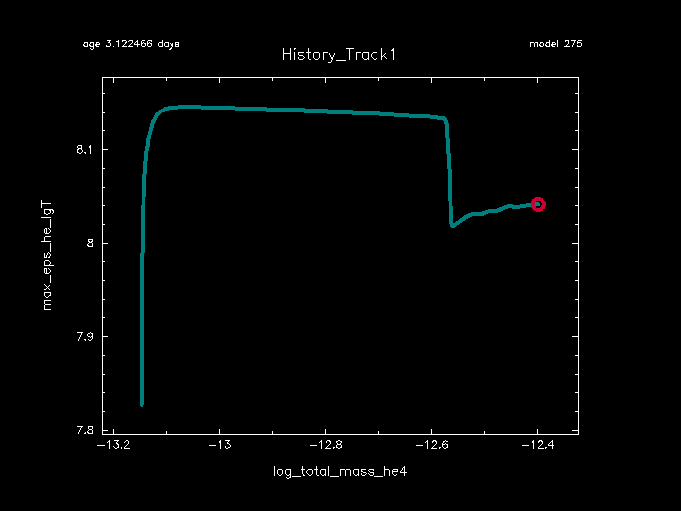 age 3.122466 days
model 275
History_Track1
max_eps_he_lgT
8.1
8
7.9
7.8
−13.2
−13
−12.8
−12.6
−12.4
log_total_mass_he4